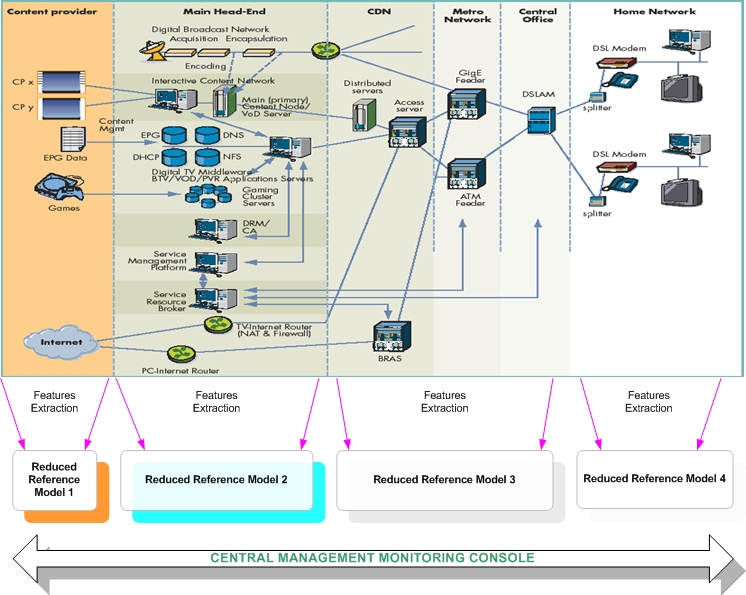 Content provider
Main Head-End
CDN
Metro
Network
Central
Office
Home Network
Digital Broadcast Network
Acquisition Encapsulation
Encoding
CP x
CP y
Interactive Content Network
Main (primary)
Content Node/
VoD Server
Distributed
servers
Access
server
GigE
Feeder
DSLAM
DSL Modem
splitter
Content
Mgmt
EPG Data
EPG
DNS
DHCP
NFS
Digital TV Middleware
BTV/VOD/PVR Applications Servers
Games
Gaming
Cluster
Servers
ATM
Feeder
DSL Modem
splitter
DRM/
CA
Service
Management
Platform
Service
Resource
Broker
Internet
TV-Internet Router
(NAT & Firewall)
PC-Internet Router
BRAS
Features
Extraction
Features
Extraction
Features
Extraction
Features
Extraction
Reduced
Reference
Model 1
Reduced Reference Model 2
Reduced Reference Model 3
Reduced Reference Model 4
CENTRAL MANAGEMENT MONITORING CONSOLE